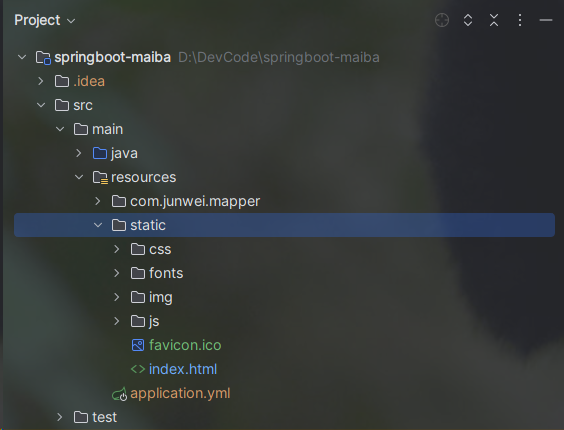 Project
springboot-maiba D:\DevCode\springboot-maiba
.idea
src
main
java
resources
com.junwei.mapper
static
css
fonts
img
js
favicon.ico
index.html
application.yml
test